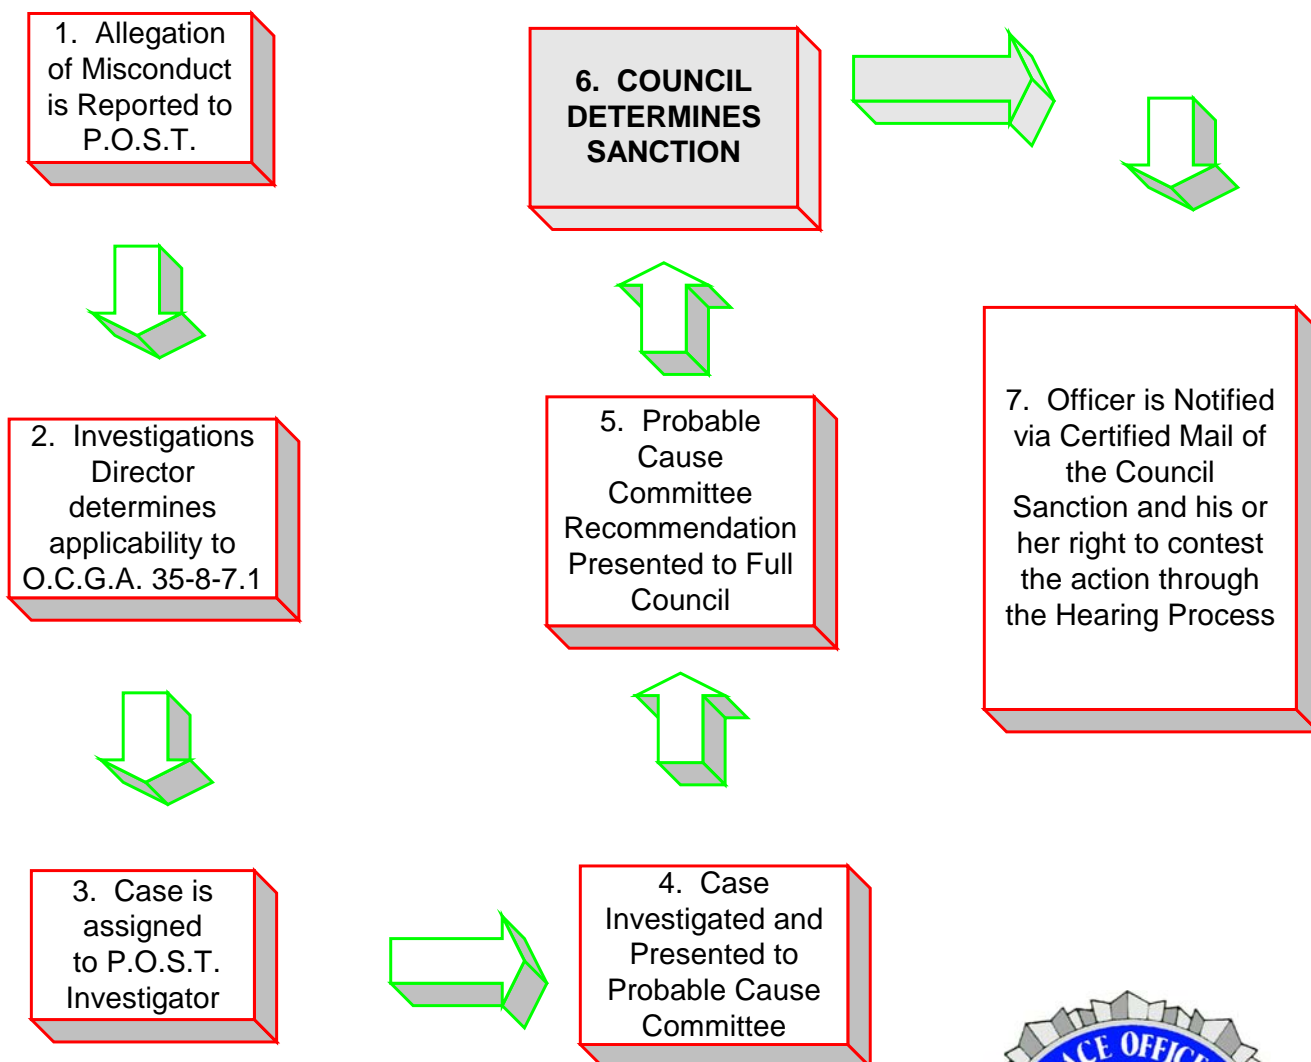 1. Allegation
of Misconduct
is Reported to
P.O.S.T.
2. Investigations
Director
determines
applicability to
O.C.G.A. 35-8-7.1
3. Case is
assigned
to P.O.S.T.
Investigator
4. Case
Investigated and
Presented to
Probable Cause
Committee
5. Probable
Cause
Committee
Recommendation
Presented to Full
Council
6. COUNCIL
DETERMINES
SANCTION
7. Officer is Notified
via Certified Mail of
the Council
Sanction and his or
her right to contest
the action through
the Hearing Process